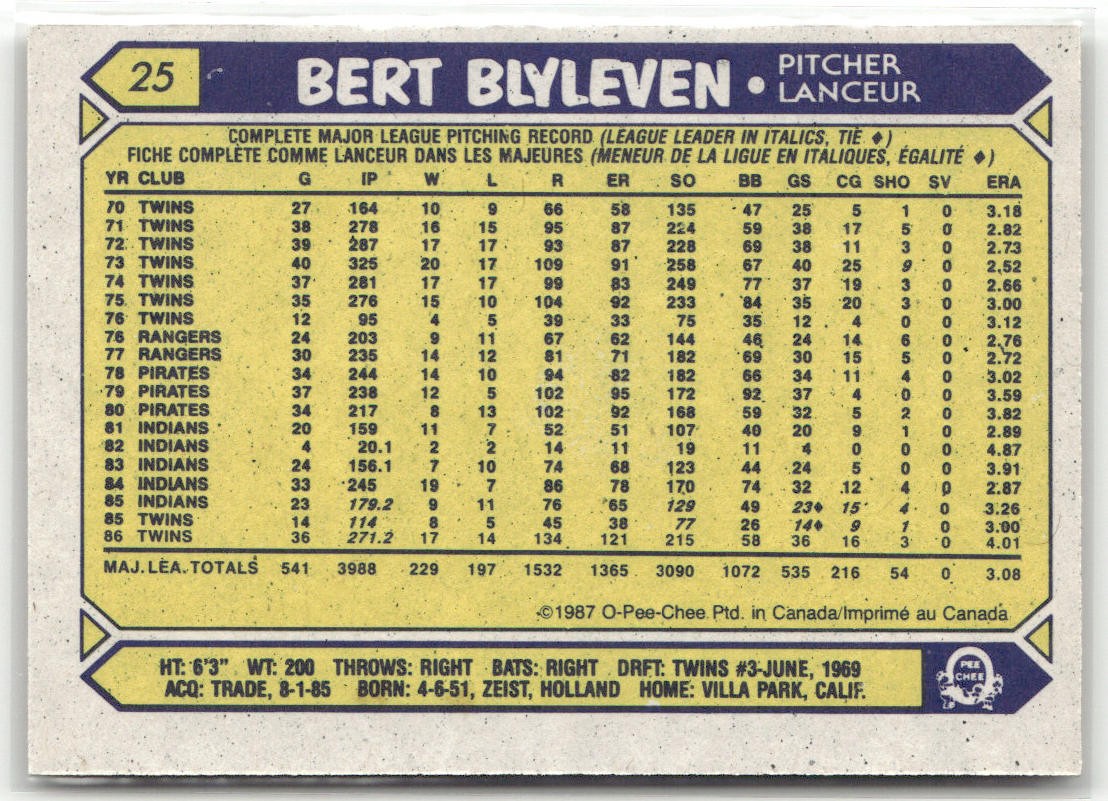 25 BERT BLYLEVEN • PITCHER
LANCEUR
COMPLETE MAJOR LEAGUE PITCHING RECORD (LEAGUE LEADER IN ITALICS, TIE ♦)
FICHE COMPLÈTE COMME LANCEUR DANS LES MAJEURES (MENEUR DE LA LIGUE EN ITALIQUES, ÉGALITÉ ♦)
YR CLUB G IP W L R ER SO BB GS CG SHO SV ERA
70 TWINS 27 164 10 9 66 58 135 47 25 5 1 0 3.18
71 TWINS 38 278 16 15 95 87 224 59 38 17 5 0 2.82
72 TWINS 39 287 17 17 93 87 228 69 38 11 3 0 2.73
73 TWINS 40 325 20 17 109 91 258 67 40 25 9 0 2.52
74 TWINS 37 281 17 17 99 83 249 77 37 19 3 0 2.66
75 TWINS 35 276 15 10 104 92 233 84 35 20 3 0 3.00
76 TWINS 12 95 4 5 39 33 75 35 12 4 0 0 3.12
76 RANGERS 24 203 9 11 67 62 144 46 24 14 6 0 2.76
77 RANGERS 30 235 14 12 81 71 182 69 30 15 5 0 2.72
78 PIRATES 34 244 14 10 94 82 182 66 34 11 4 0 3.02
79 PIRATES 37 238 12 5 102 95 172 92 37 4 0 0 3.59
80 PIRATES 34 217 8 13 102 92 168 59 32 5 2 0 3.82
81 INDIANS 20 159 11 7 52 51 107 40 20 9 1 0 2.89
82 INDIANS 4 20.1 2 2 14 11 19 11 4 0 0 0 4.87
83 INDIANS 24 156.1 7 10 74 68 123 44 24 5 0 0 3.91
84 INDIANS 33 245 19 7 86 78 170 74 32 12 4 0 2.87
85 INDIANS 23 179.2 9 11 76 65 129 49 23♦ 15 4 0 3.26
85 TWINS 14 114 8 5 45 38 77 26 14♦ 9 1 0 3.00
86 TWINS 36 271.2 17 14 134 121 215 58 36 16 3 0 4.01
MAJ. LEA. TOTALS 541 3988 229 197 1532 1365 3090 1072 535 216 54 0 3.08
©1987 O-Pee-Chee Ptd. in Canada/Imprimé au Canada
HT: 6'3" WT: 200 THROWS: RIGHT BATS: RIGHT DRFT: TWINS #3-JUNE, 1969
ACQ: TRADE, 8-1-85 BORN: 4-6-51, ZEIST, HOLLAND HOME: VILLA PARK, CALIF.
PEE
CHEE